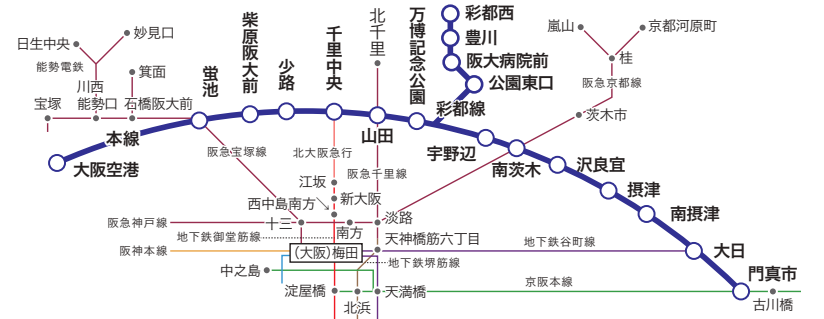 日生中央
妙見口
能勢電鉄
箕面
川西
能勢口
宝塚
石橋阪大前
本線
大阪空港
蛍池
柴原阪大前
少路
千里中央
北千里
山田
万博記念公園
彩都西
豊川
阪大病院前
公園東口
彩都線
宇野辺
南茨木
沢良宜
摂津
南摂津
大日
門真市
古川橋
嵐山
京都河原町
桂
阪急京都線
茨木市
阪急宝塚線
北大阪急行
阪急千里線
江坂
西中島南方
新大阪
十三
南方
淡路
阪急神戸線
地下鉄御堂筋線
阪神本線
(大阪)梅田
天神橋筋六丁目
地下鉄谷町線
地下鉄堺筋線
中之島
京阪本線
淀屋橋
北浜
天満橋